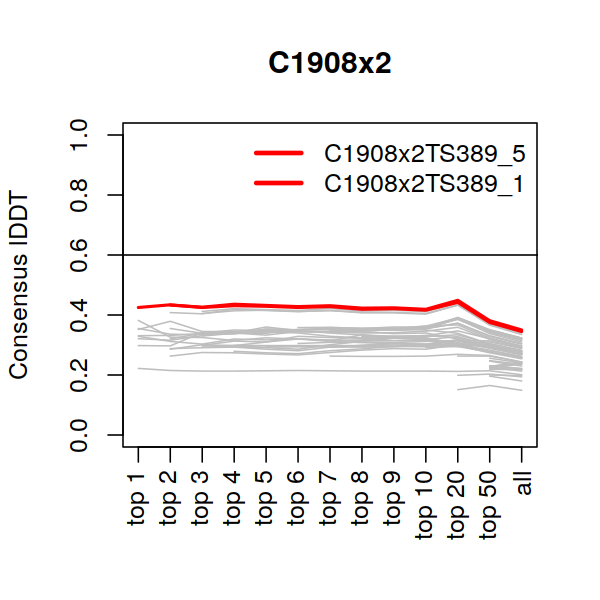 C1908x2
C1908x2TS389_5
C1908x2TS389_1
Consensus lDDT
1.0
0.8
0.6
0.4
0.2
0.0
top 1
top 2
top 3
top 4
top 5
top 6
top 7
top 8
top 9
top 10
top 20
top 50
all